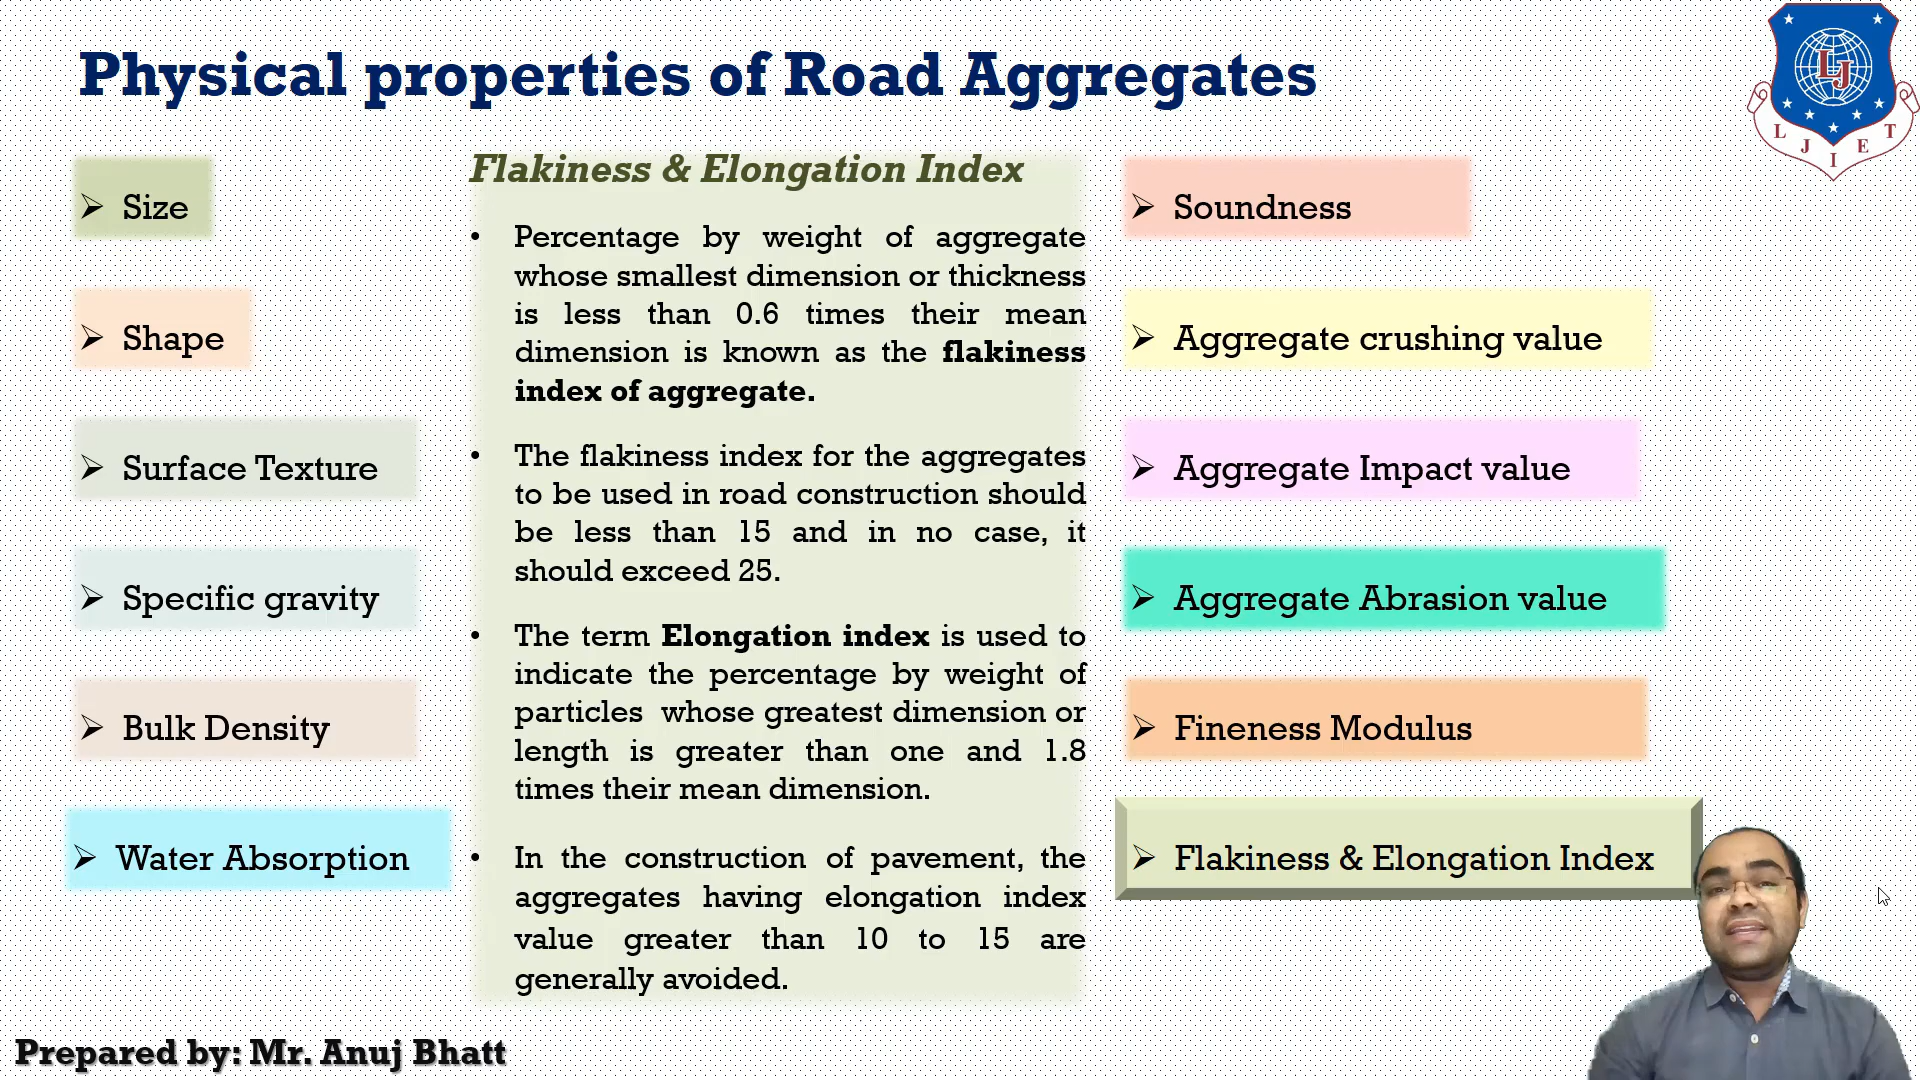 Physical properties of Road Aggregates
LJ
L J I E T
Size
Shape
Surface Texture
Specific gravity
Bulk Density
Water Absorption
Flakiness & Elongation Index
• Percentage by weight of aggregate
whose smallest dimension or thickness
is less than 0.6 times their mean
dimension is known as the flakiness
index of aggregate.
• The flakiness index for the aggregates
to be used in road construction should
be less than 15 and in no case, it
should exceed 25.
• The term Elongation index is used to
indicate the percentage by weight of
particles whose greatest dimension or
length is greater than one and 1.8
times their mean dimension.
• In the construction of pavement, the
aggregates having elongation index
value greater than 10 to 15 are
generally avoided.
Soundness
Aggregate crushing value
Aggregate Impact value
Aggregate Abrasion value
Fineness Modulus
Flakiness & Elongation Index
Prepared by: Mr. Anuj Bhatt